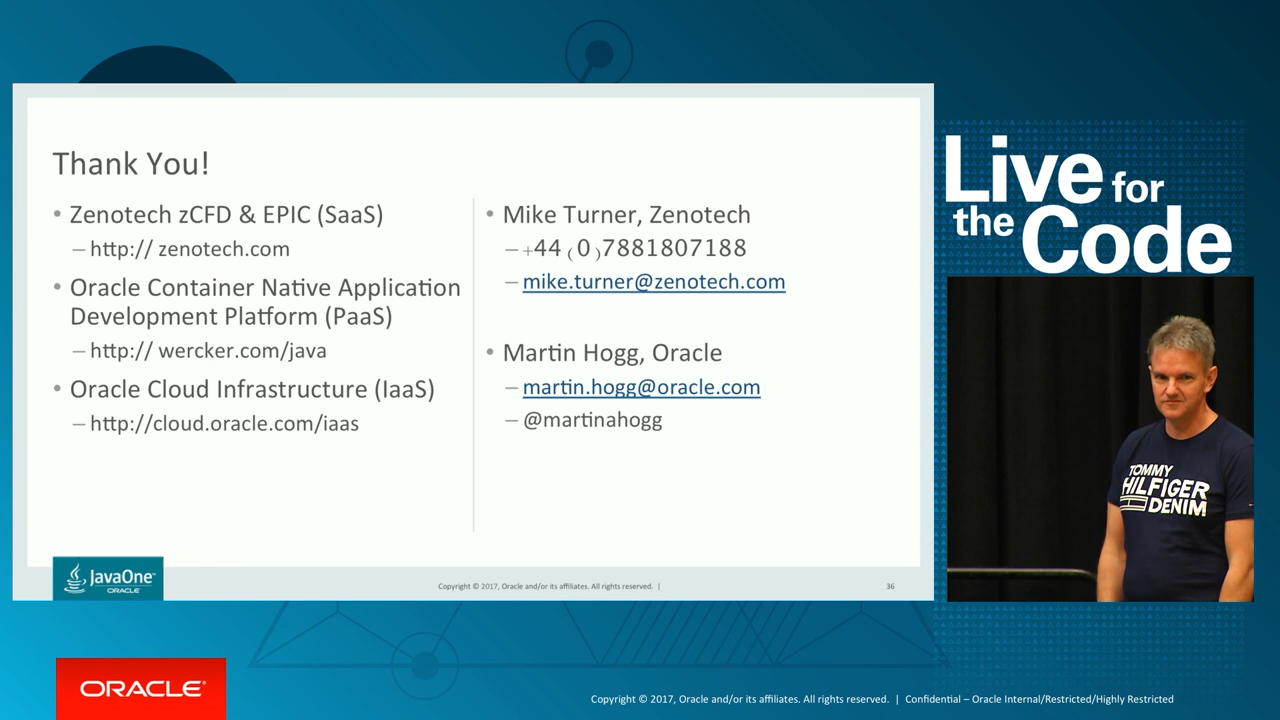 Thank You!
• Zenotech zCFD & EPIC (SaaS)
– http:// zenotech.com
• Oracle Container Native Application
Development Platform (PaaS)
– http:// wercker.com/java
• Oracle Cloud Infrastructure (IaaS)
– http://cloud.oracle.com/iaas
• Mike Turner, Zenotech
– +44 (0)7881807188
– mike.turner@zenotech.com
• Martin Hogg, Oracle
– martin.hogg@oracle.com
– @martinahogg
JavaOne™
ORACLE
Copyright © 2017, Oracle and/or its affiliates. All rights reserved. |
36
Live for
the Code
TOMMY
HILFIGER
DENIM
ORACLE®
Copyright © 2017, Oracle and/or its affiliates. All rights reserved. | Confidential – Oracle Internal/Restricted/Highly Restricted